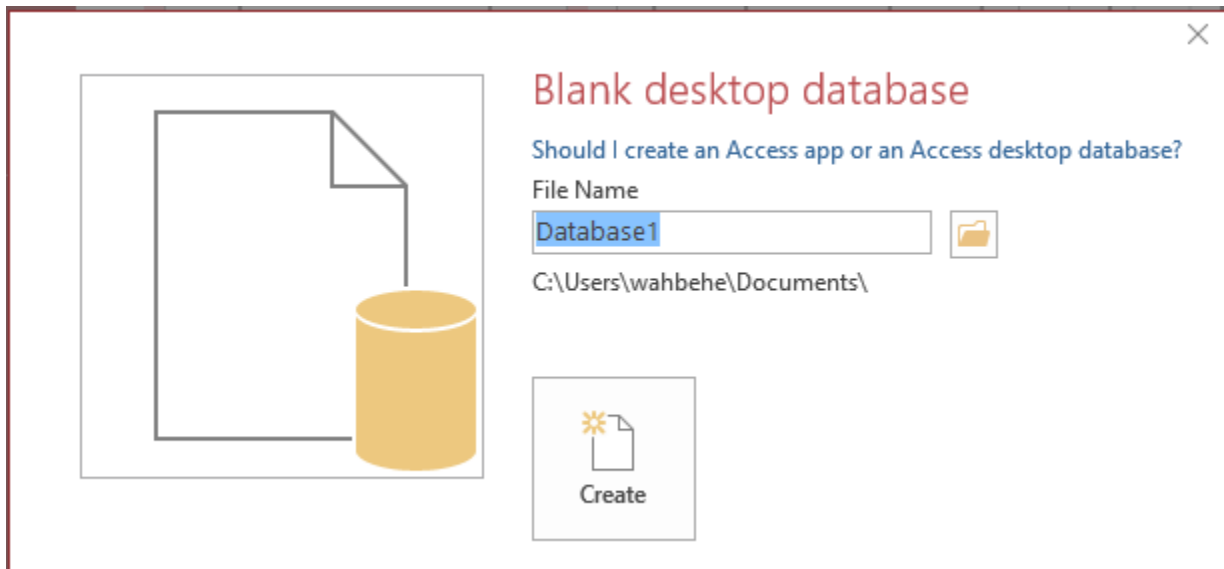 Blank desktop database
Should I create an Access app or an Access desktop database?
File Name
Database1
C:\Users\wahbehe\Documents\
Create